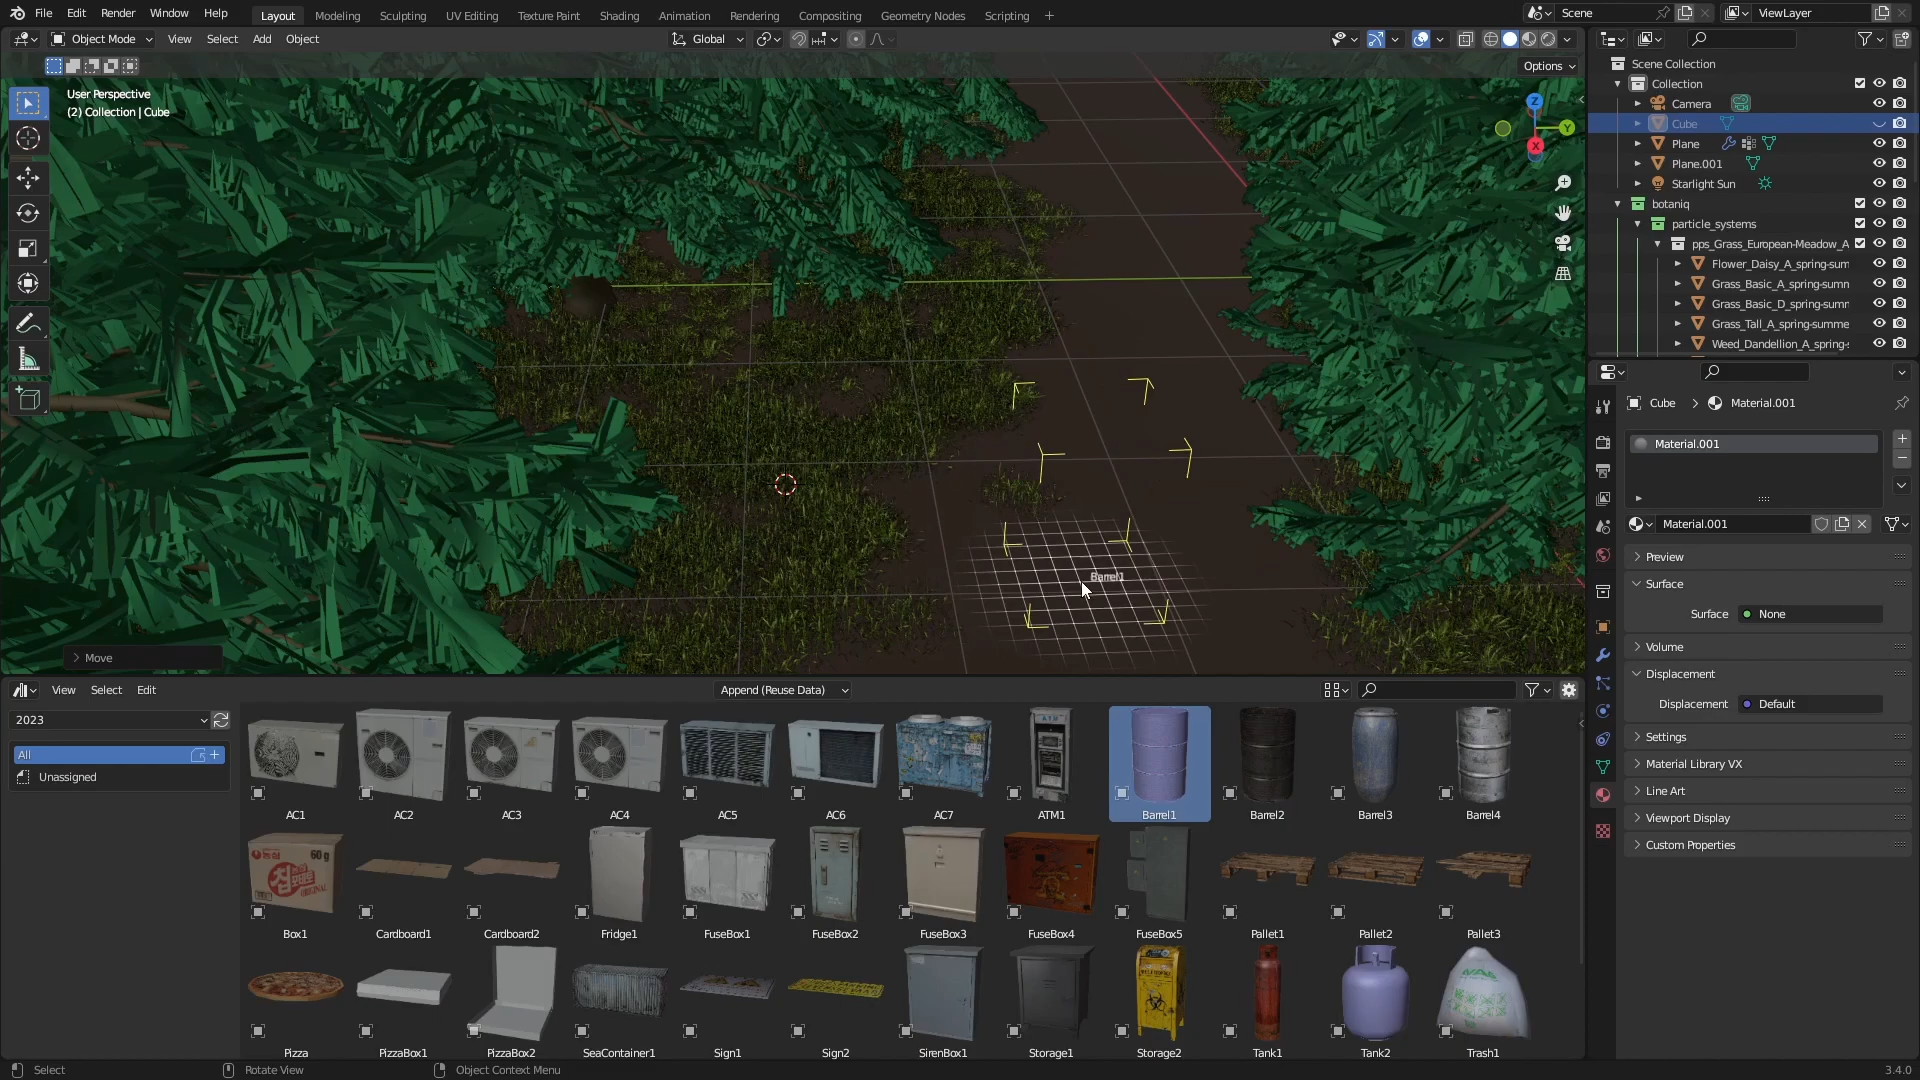 File Edit Render Window Help Layout Modeling Sculpting UV Editing Texture Paint Shading Animation Rendering Compositing Geometry Nodes Scripting + Scene ViewLayer
Object Mode View Select Add Object Global
Options
User Perspective
(2) Collection | Cube
Z
Y
X
Barrel1
Move
Scene Collection
Collection
Camera
Cube
Plane
Plane.001
Starlight Sun
botaniq
particle_systems
pps_Grass_European-Meadow_A
Flower_Daisy_A_spring-sum
Grass_Basic_A_spring-summ
Grass_Basic_D_spring-summ
Grass_Tall_A_spring-summe
Weed_Dandellion_A_spring-s
Cube > Material.001
Material.001
Material.001
Preview
Surface
Surface None
Volume
Displacement
Displacement Default
Settings
Material Library VX
Line Art
Viewport Display
Custom Properties
View Select Edit Append (Reuse Data)
2023
All
Unassigned
ATM
AC1 AC2 AC3 AC4 AC5 AC6 AC7 ATM1 Barrel1 Barrel2 Barrel3 Barrel4
농심 60 g
ORIGINAL
Box1 Cardboard1 Cardboard2 Fridge1 FuseBox1 FuseBox2 FuseBox3 FuseBox4 FuseBox5 Pallet1 Pallet2 Pallet3
Pizza PizzaBox1 PizzaBox2 SeaContainer1 Sign1 Sign2 SirenBox1 Storage1 Storage2 Tank1 Tank2 Trash1
Select Rotate View Object Context Menu 3.4.0